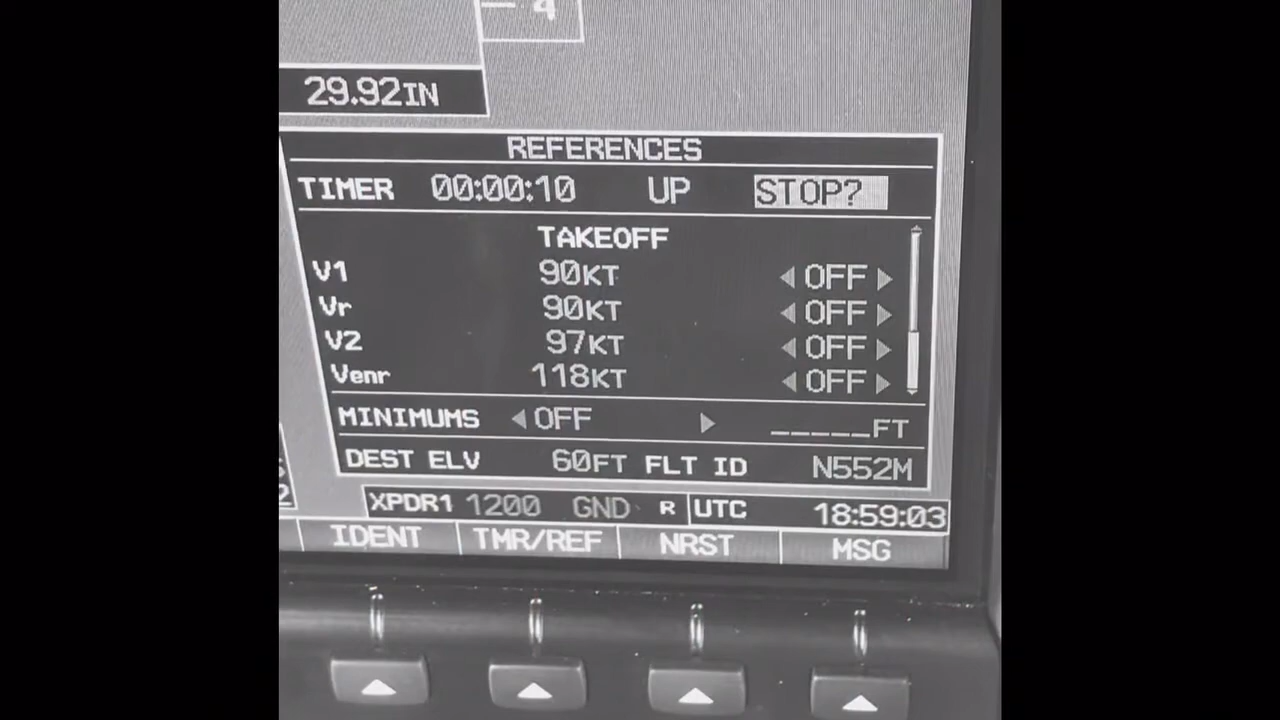 4
29.92IN
REFERENCES
TIMER 00:00:10 UP STOP?
TAKEOFF
V1 90KT OFF
Vr 90KT OFF
V2 97KT OFF
Venr 118KT OFF
MINIMUMS OFF _____FT
DEST ELV 60FT FLT ID N552M
XPDR1 1200 GND R UTC 18:59:03
IDENT TMR/REF NRST MSG